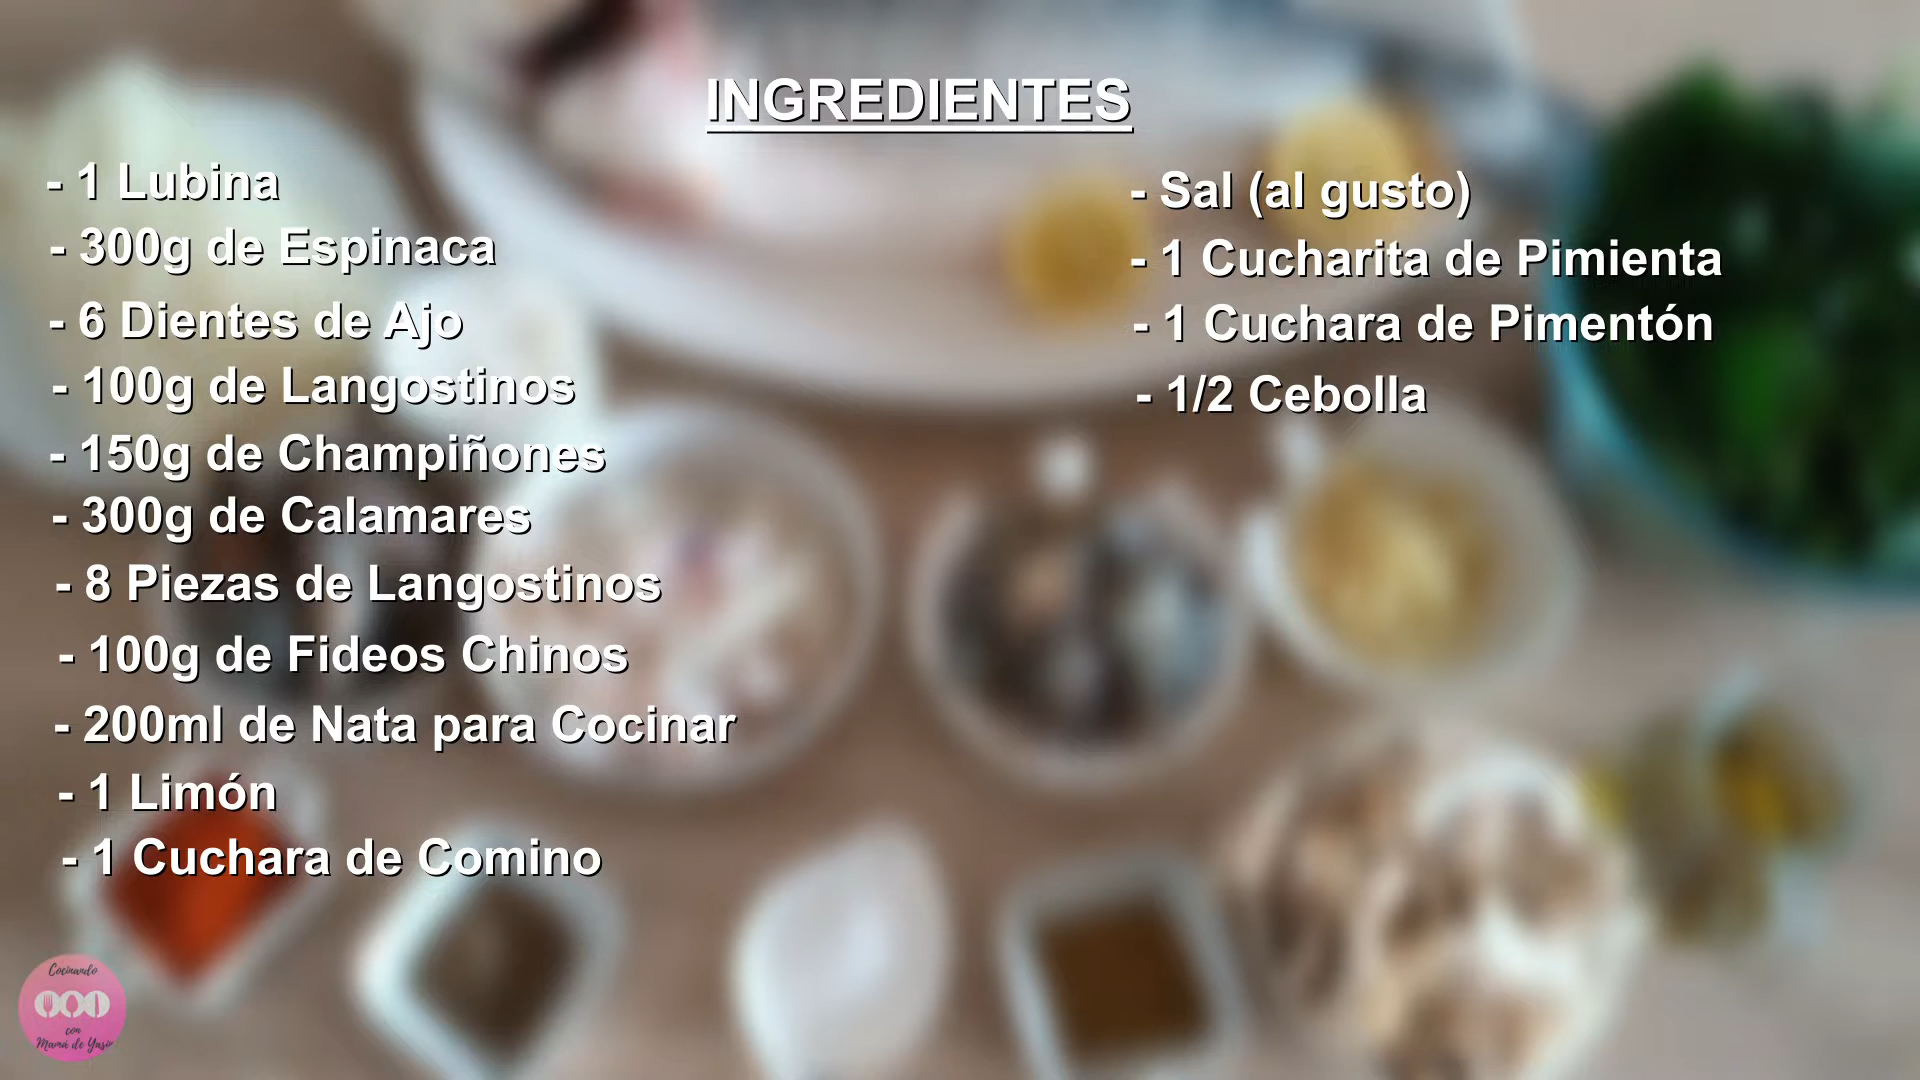 INGREDIENTES
- 1 Lubina
- 300g de Espinaca
- 6 Dientes de Ajo
- 100g de Langostinos
- 150g de Champiñones
- 300g de Calamares
- 8 Piezas de Langostinos
- 100g de Fideos Chinos
- 200ml de Nata para Cocinar
- 1 Limón
- 1 Cuchara de Comino
- Sal (al gusto)
- 1 Cucharita de Pimienta
- 1 Cuchara de Pimentón
- 1/2 Cebolla
Cocinando
con
Mamá de Yasir